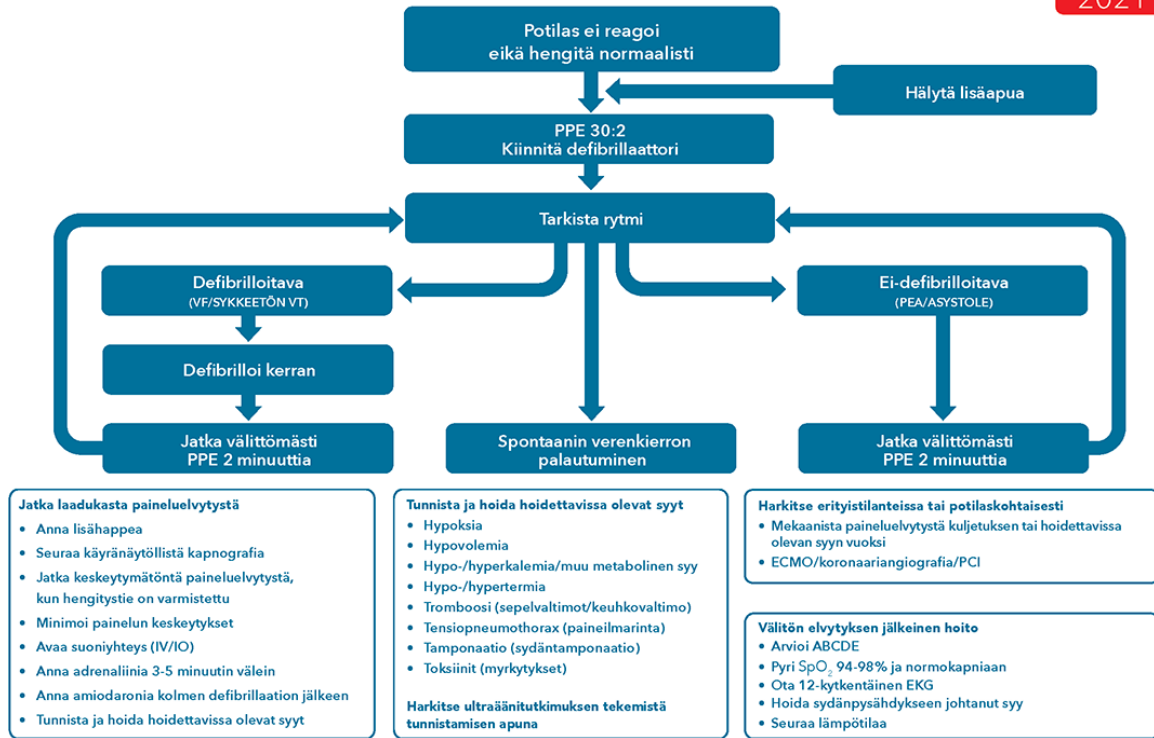 2021
Potilas ei reagoi
eikä hengitä normaalisti
Hälytä lisäapua
PPE 30:2
Kiinnitä defibrillaattori
Tarkista rytmi
Defibrilloitava
(VF/SYKKEETÖN VT)
Ei-defibrilloitava
(PEA/ASYSTOLE)
Defibrilloi kerran
Jatka välittömästi
PPE 2 minuuttia
Spontaanin verenkierron
palautuminen
Jatka välittömästi
PPE 2 minuuttia
Jatka laadukasta paineluelvytystä
• Anna lisähappea
• Seuraa käyränäytöllistä kapnografia
• Jatka keskeytymätöntä paineluelvytystä,
kun hengitystie on varmistettu
• Minimoi painelun keskeytykset
• Avaa suoniyhteys (IV/IO)
• Anna adrenaliinia 3-5 minuutin välein
• Anna amiodaronia kolmen defibrillaation jälkeen
• Tunnista ja hoida hoidettavissa olevat syyt
Tunnista ja hoida hoidettavissa olevat syyt
• Hypoksia
• Hypovolemia
• Hypo-/hyperkalemia/muu metabolinen syy
• Hypo-/hypertermia
• Tromboosi (sepelvaltimot/keuhkovaltimo)
• Tensiopneumothorax (paineilmarinta)
• Tamponaatio (sydäntamponaatio)
• Toksiinit (myrkytykset)
Harkitse ultraäänitutkimuksen tekemistä
tunnistamisen apuna
Harkitse erityistilanteissa tai potilaskohtaisesti
• Mekaanista paineluelvytystä kuljetuksen tai hoidettavissa
olevan syyn vuoksi
• ECMO/koronaariangiografia/PCI
Välitön elvytyksen jälkeinen hoito
• Arvioi ABCDE
• Pyri SpO₂ 94-98% ja normokapniaan
• Ota 12-kytkentäinen EKG
• Hoida sydänpysähdykseen johtanut syy
• Seuraa lämpötilaa